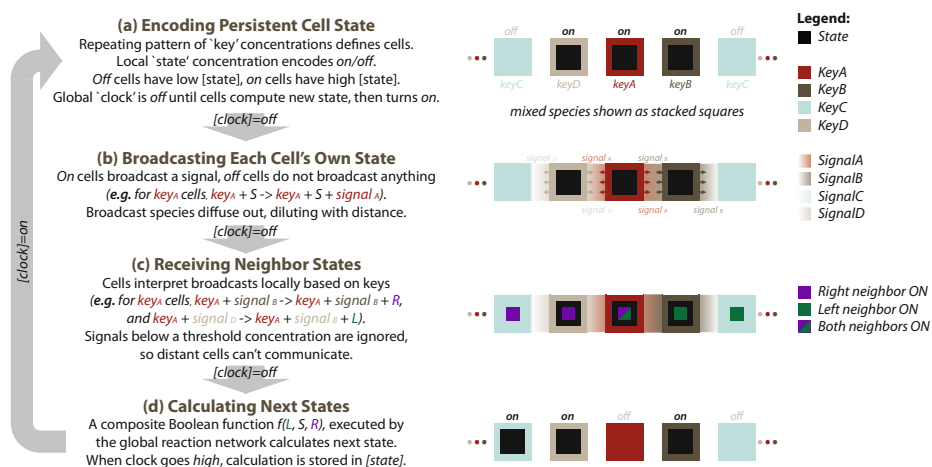 (a) Encoding Persistent Cell State
Repeating pattern of `key' concentrations defines cells.
Local 'state' concentration encodes on/off.
Off cells have low [state], on cells have high [state].
Global `clock' is off until cells compute new state, then turns on.
[clock]=off
(b) Broadcasting Each Cell's Own State
On cells broadcast a signal, off cells do not broadcast anything
(e.g. for keyA cells, keyA + S -> keyA + S + signal A).
Broadcast species diffuse out, diluting with distance.
[clock]=off
(c) Receiving Neighbor States
Cells interpret broadcasts locally based on keys
(e.g. for keyA cells, keyA + signal B -> keyA + signal B + R,
and keyA + signal D -> keyA + signal B + L).
Signals below a threshold concentration are ignored,
so distant cells can't communicate.
[clock]=off
(d) Calculating Next States
A composite Boolean function f(L, S, R), executed by
the global reaction network calculates next state.
When clock goes high, calculation is stored in [state].
[clock]=on
off on on on off
keyC keyD keyA keyB keyC
mixed species shown as stacked squares
signal D signal A signal B
signal D signal A signal B
on on off on off
Legend:
State
KeyA
KeyB
KeyC
KeyD
SignalA
SignalB
SignalC
SignalD
Right neighbor ON
Left neighbor ON
Both neighbors ON